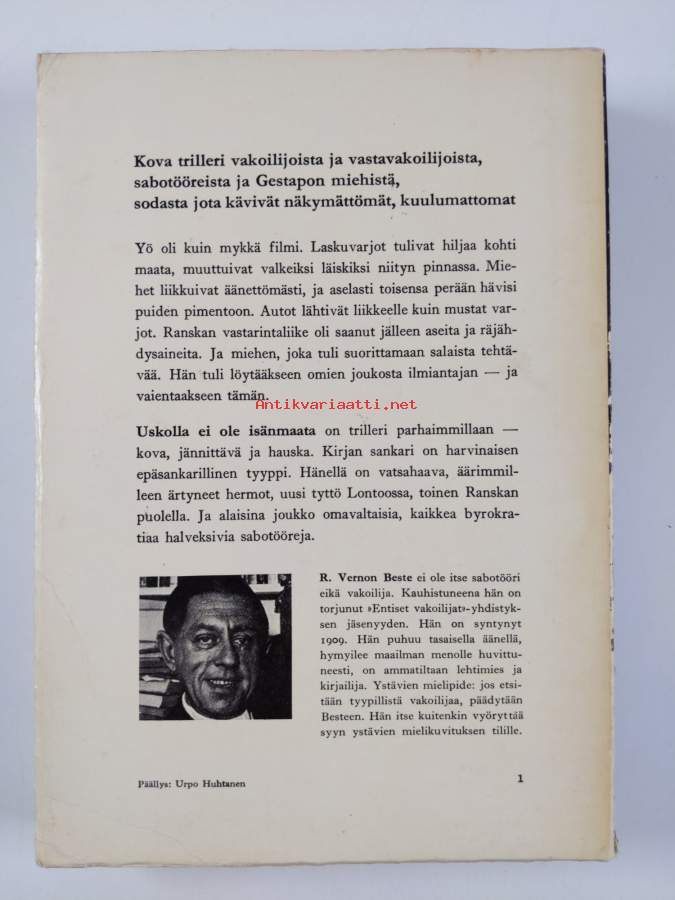 Kova trilleri vakoilijoista ja vastavakoilijoista,
sabotööreista ja Gestapon miehistä,
sodasta jota kävivät näkymättömät, kuulumattomat
Yö oli kuin mykkä filmi. Laskuvarjot tulivat hiljaa kohti
maata, muuttuivat valkeiksi läiskiksi niityn pinnassa. Mie-
het liikkuivat äänettömästi, ja aselasti toisensa perään hävisi
puiden pimentoon. Autot lähtivät liikkeelle kuin mustat var-
jot. Ranskan vastarintaliike oli saanut jälleen aseita ja räjäh-
dysaineita. Ja miehen, joka tuli suorittamaan salaista tehtä-
vää. Hän tuli löytääkseen omien joukosta ilmiantajan — ja
vaientaakseen tämän.
Antikvariaatti.net
Uskolla ei ole isänmaata on trilleri parhaimmillaan —
kova, jännittävä ja hauska. Kirjan sankari on harvinaisen
epäsankarillinen tyyppi. Hänellä on vatsahaava, äärimmil-
leen ärtyneet hermot, uusi tyttö Lontoossa, toinen Ranskan
puolella. Ja alaisina joukko omavaltaisia, kaikkea byrokra-
tiaa halveksivia sabotööreja.
R. Vernon Beste ei ole itse sabotööri
eikä vakoilija. Kauhistuneena hän on
torjunut »Entiset vakoilijat»-yhdistyk-
sen jäsenyyden. Hän on syntynyt
1909. Hän puhuu tasaisella äänellä,
hymyilee maailman menolle huvittu-
neesti, on ammatiltaan lehtimies ja
kirjailija. Ystävien mielipide: jos etsi-
tään tyypillistä vakoilijaa, päädytään
Besteen. Hän itse kuitenkin vyöryttää
syyn ystävien mielikuvituksen tilille.
Päällys: Urpo Huhtanen
1